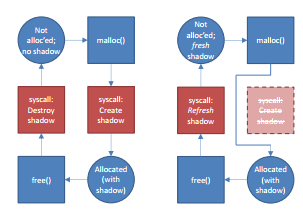 Not
alloc'ed;
no shadow
malloc()
syscall:
Destroy
shadow
syscall:
Create
shadow
free()
Allocated
(with
shadow)
Not
alloc'ed;
fresh
shadow
malloc()
syscall:
Refresh
shadow
syscall:
Create
shadow
free()
Allocated
(with
shadow)